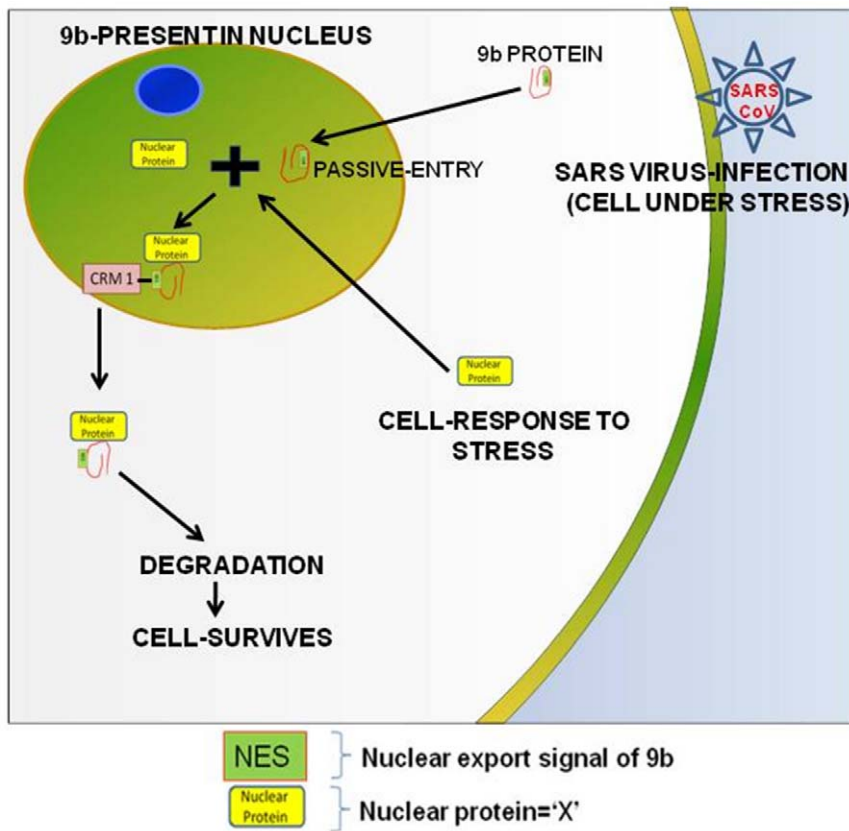 9b-PRESENT IN NUCLEUS
9b PROTEIN
SARS
CoV
Nuclear
Protein
PASSIVE-ENTRY
SARS VIRUS-INFECTION
(CELL UNDER STRESS)
Nuclear
Protein
CRM 1
Nuclear
Protein
CELL-RESPONSE TO
STRESS
Nuclear
Protein
DEGRADATION
CELL-SURVIVES
NES
Nuclear export signal of 9b
Nuclear
Protein
Nuclear protein='X'